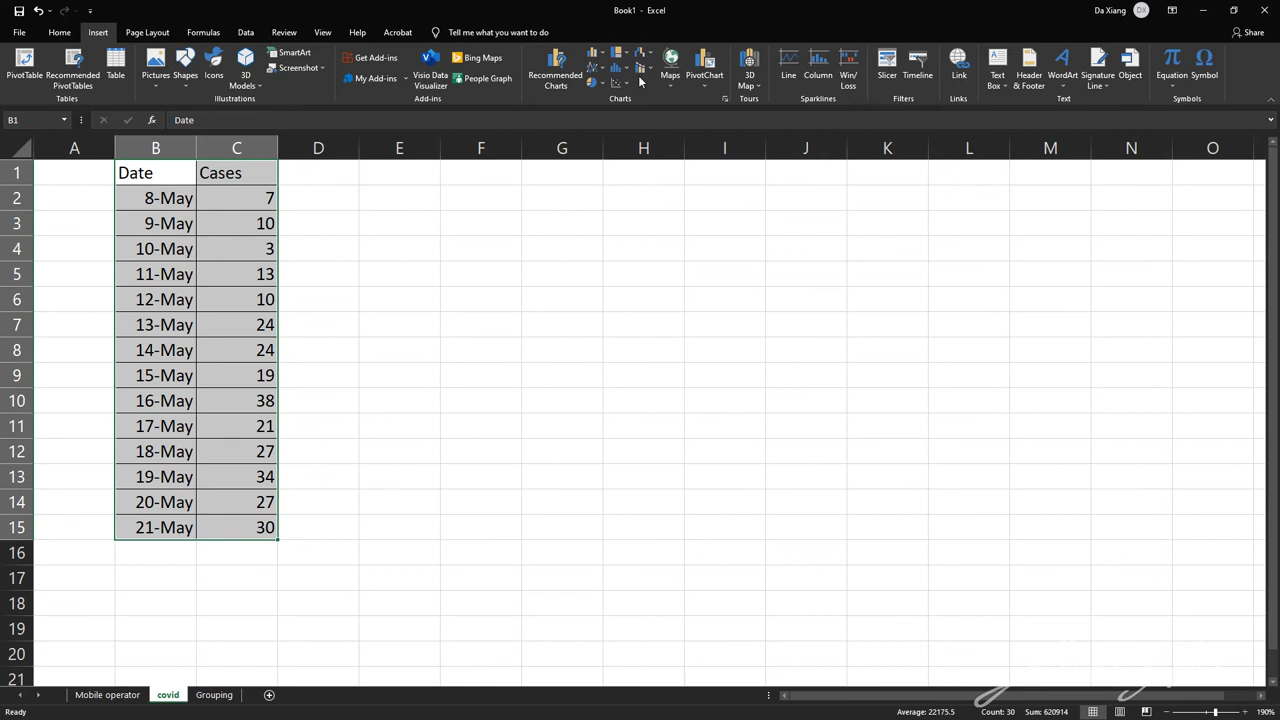 Book1 - Excel
Da Xiang DX
File Home Insert Page Layout Formulas Data Review View Help Acrobat Tell me what you want to do Share
PivotTable
Recommended PivotTables
Table
Tables
Pictures
Shapes
Icons
3D Models
SmartArt
Screenshot
Illustrations
Get Add-ins
My Add-ins
Visio Data Visualizer
Bing Maps
People Graph
Add-ins
Recommended Charts
Maps
PivotChart
Charts
3D Map
Tours
Line
Column
Win/Loss
Sparklines
Slicer
Timeline
Filters
Link
Links
Text Box
Header & Footer
WordArt
Signature Line
Object
Text
Equation
Symbol
Symbols
B1 fx Date
A B C D E F G H I J K L M N O
1 Date Cases
2 8-May 7
3 9-May 10
4 10-May 3
5 11-May 13
6 12-May 10
7 13-May 24
8 14-May 24
9 15-May 19
10 16-May 38
11 17-May 21
12 18-May 27
13 19-May 34
14 20-May 27
15 21-May 30
16
17
18
19
20
21
Mobile operator covid Grouping
Ready Average: 22175.5 Count: 30 Sum: 620914 190%